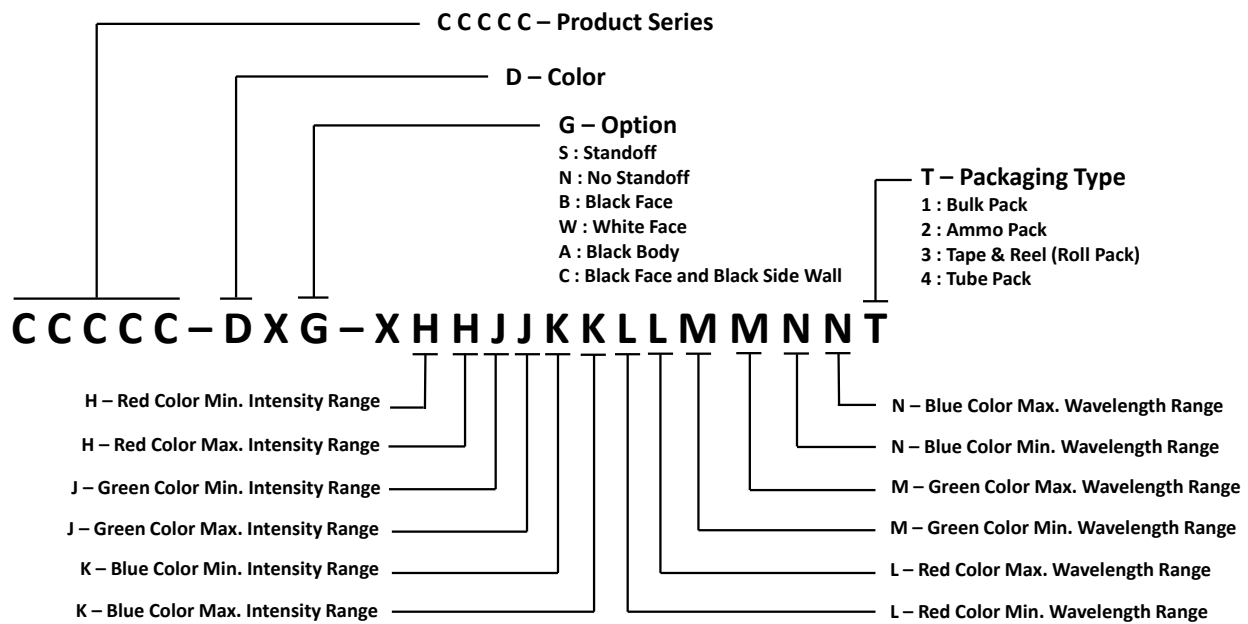 C C C C C – Product Series
D – Color
G – Option
S : Standoff
N : No Standoff
B : Black Face
W : White Face
A : Black Body
C : Black Face and Black Side Wall
T – Packaging Type
1 : Bulk Pack
2 : Ammo Pack
3 : Tape & Reel (Roll Pack)
4 : Tube Pack
C C C C C – D X G – X H H J J K K L L M M N N T
H – Red Color Min. Intensity Range
H – Red Color Max. Intensity Range
J – Green Color Min. Intensity Range
J – Green Color Max. Intensity Range
K – Blue Color Min. Intensity Range
K – Blue Color Max. Intensity Range
N – Blue Color Max. Wavelength Range
N – Blue Color Min. Wavelength Range
M – Green Color Max. Wavelength Range
M – Green Color Min. Wavelength Range
L – Red Color Max. Wavelength Range
L – Red Color Min. Wavelength Range